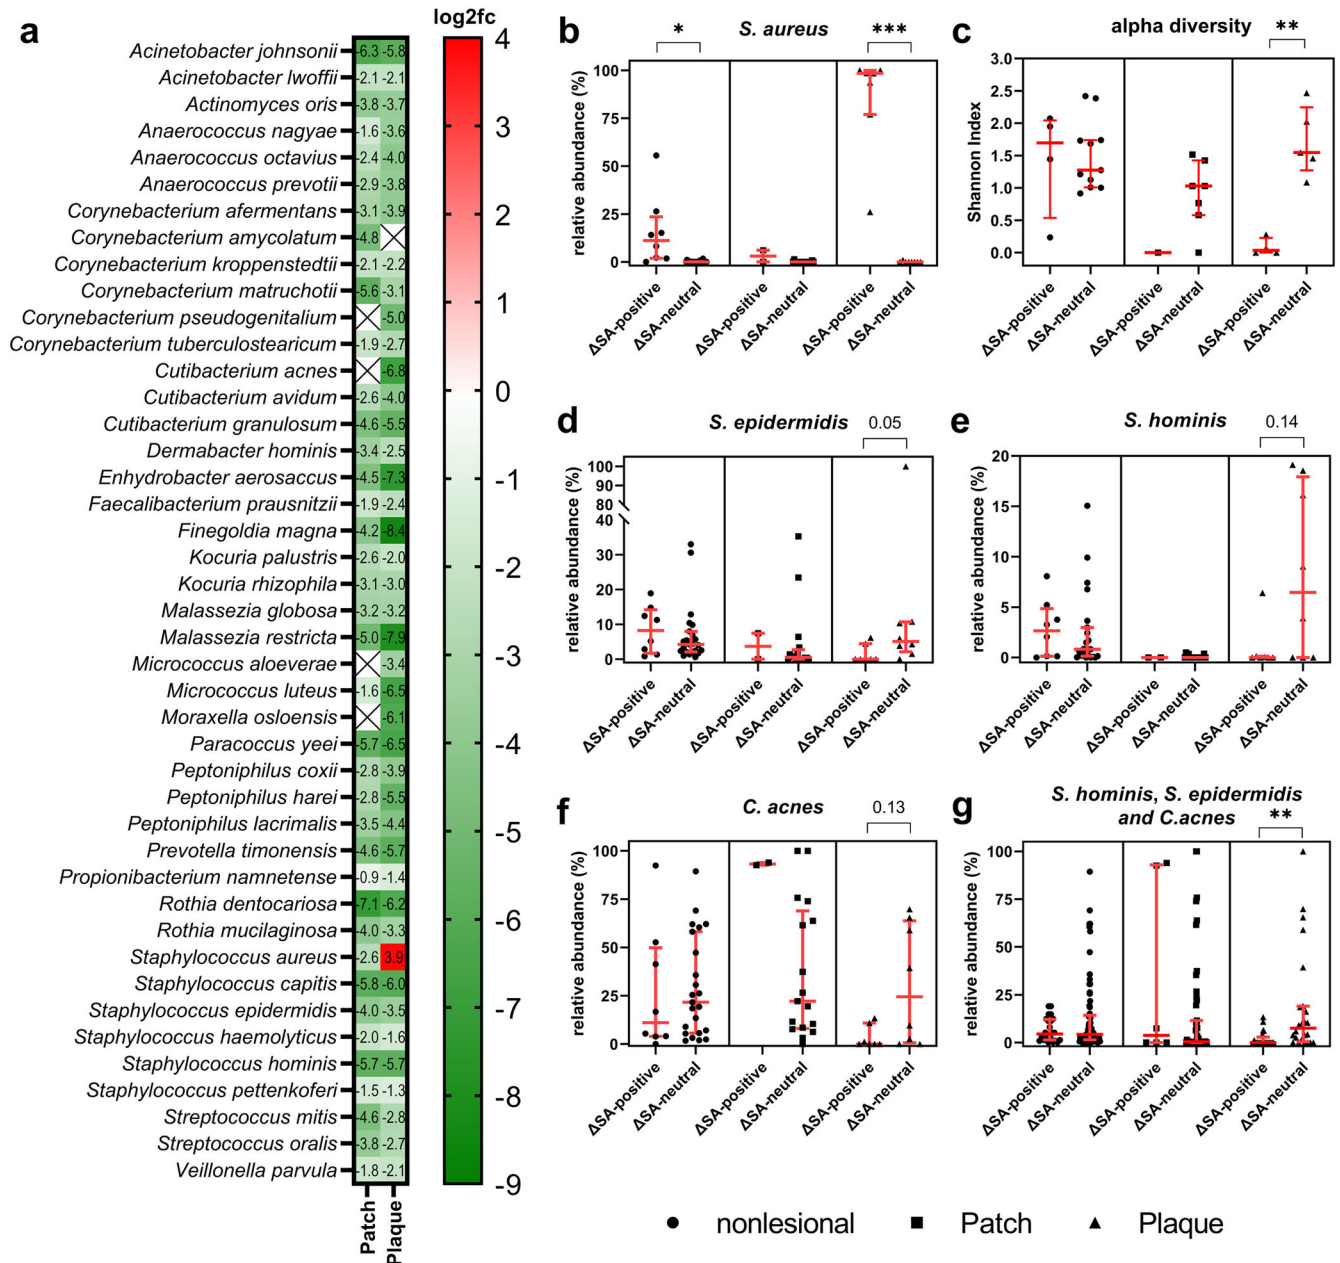 a
log2fc
Acinetobacter johnsonii -6.3 -5.8
Acinetobacter lwoffii -2.1 -2.1
Actinomyces oris -3.8 -3.7
Anaerococcus nagyae -1.6 -3.6
Anaerococcus octavius -2.4 -4.0
Anaerococcus prevotii -2.9 -3.8
Corynebacterium afermentans -3.1 -3.9
Corynebacterium amycolatum -4.8
Corynebacterium kroppenstedtii -2.1 -2.2
Corynebacterium matruchotii -5.6 -3.1
Corynebacterium pseudogenitalium -5.0
Corynebacterium tuberculostearicum -1.9 -2.7
Cutibacterium acnes -6.8
Cutibacterium avidum -2.6 -4.0
Cutibacterium granulosum -4.6 -5.5
Dermabacter hominis -3.4 -2.5
Enhydrobacter aerosaccus -4.5 -7.3
Faecalibacterium prausnitzii -1.9 -2.4
Finegoldia magna -4.2 -8.4
Kocuria palustris -2.6 -2.0
Kocuria rhizophila -3.1 -3.0
Malassezia globosa -3.2 -3.2
Malassezia restricta -5.0 -7.9
Micrococcus aloeverae -3.4
Micrococcus luteus -1.6 -6.5
Moraxella osloensis -6.1
Paracoccus yeei -5.7 -6.5
Peptoniphilus coxii -2.8 -3.9
Peptoniphilus harei -2.8 -5.5
Peptoniphilus lacrimalis -3.5 -4.4
Prevotella timonensis -4.6 -5.7
Propionibacterium namnetense -0.9 -1.4
Rothia dentocariosa -7.1 -6.2
Rothia mucilaginosa -4.0 -3.3
Staphylococcus aureus -2.6 3.9
Staphylococcus capitis -5.8 -6.0
Staphylococcus epidermidis -4.0 -3.5
Staphylococcus haemolyticus -2.0 -1.6
Staphylococcus hominis -5.7 -5.7
Staphylococcus pettenkoferi -1.5 -1.3
Streptococcus mitis -4.6 -2.8
Streptococcus oralis -3.8 -2.7
Veillonella parvula -1.8 -2.1
Patch Plaque
4
3
2
1
0
-1
-2
-3
-4
-5
-6
-7
-8
-9
b
* S. aureus ***
relative abundance (%)
100
75
50
25
0
ΔSA-positive ΔSA-neutral ΔSA-positive ΔSA-neutral ΔSA-positive ΔSA-neutral
c
alpha diversity **
Shannon Index
3.0
2.5
2.0
1.5
1.0
0.5
0.0
ΔSA-positive ΔSA-neutral ΔSA-positive ΔSA-neutral ΔSA-positive ΔSA-neutral
d
S. epidermidis 0.05
relative abundance (%)
100
90
80
40
30
20
10
0
ΔSA-positive ΔSA-neutral ΔSA-positive ΔSA-neutral ΔSA-positive ΔSA-neutral
e
S. hominis 0.14
relative abundance (%)
20
15
10
5
0
ΔSA-positive ΔSA-neutral ΔSA-positive ΔSA-neutral ΔSA-positive ΔSA-neutral
f
C. acnes 0.13
relative abundance (%)
100
75
50
25
0
ΔSA-positive ΔSA-neutral ΔSA-positive ΔSA-neutral ΔSA-positive ΔSA-neutral
g
S. hominis, S. epidermidis
and C.acnes **
relative abundance (%)
100
75
50
25
0
ΔSA-positive ΔSA-neutral ΔSA-positive ΔSA-neutral ΔSA-positive ΔSA-neutral
nonlesional Patch Plaque